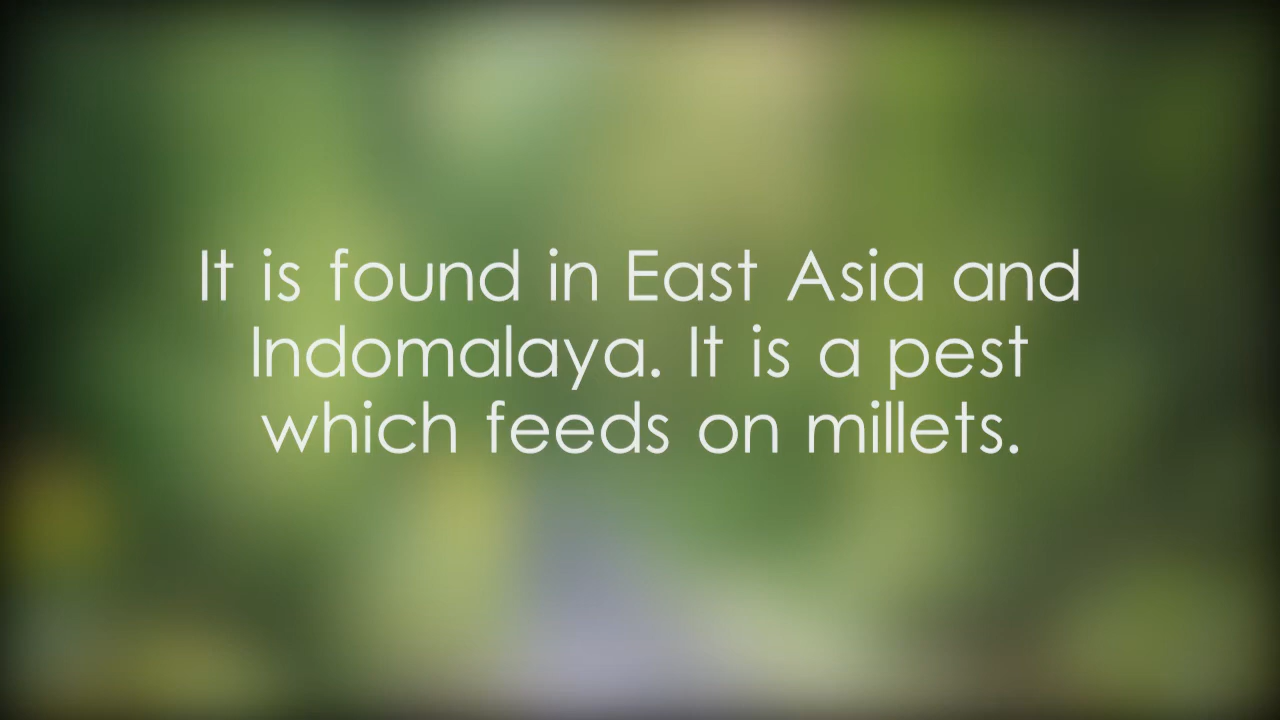 It is found in East Asia and
Indomalaya. It is a pest
which feeds on millets.